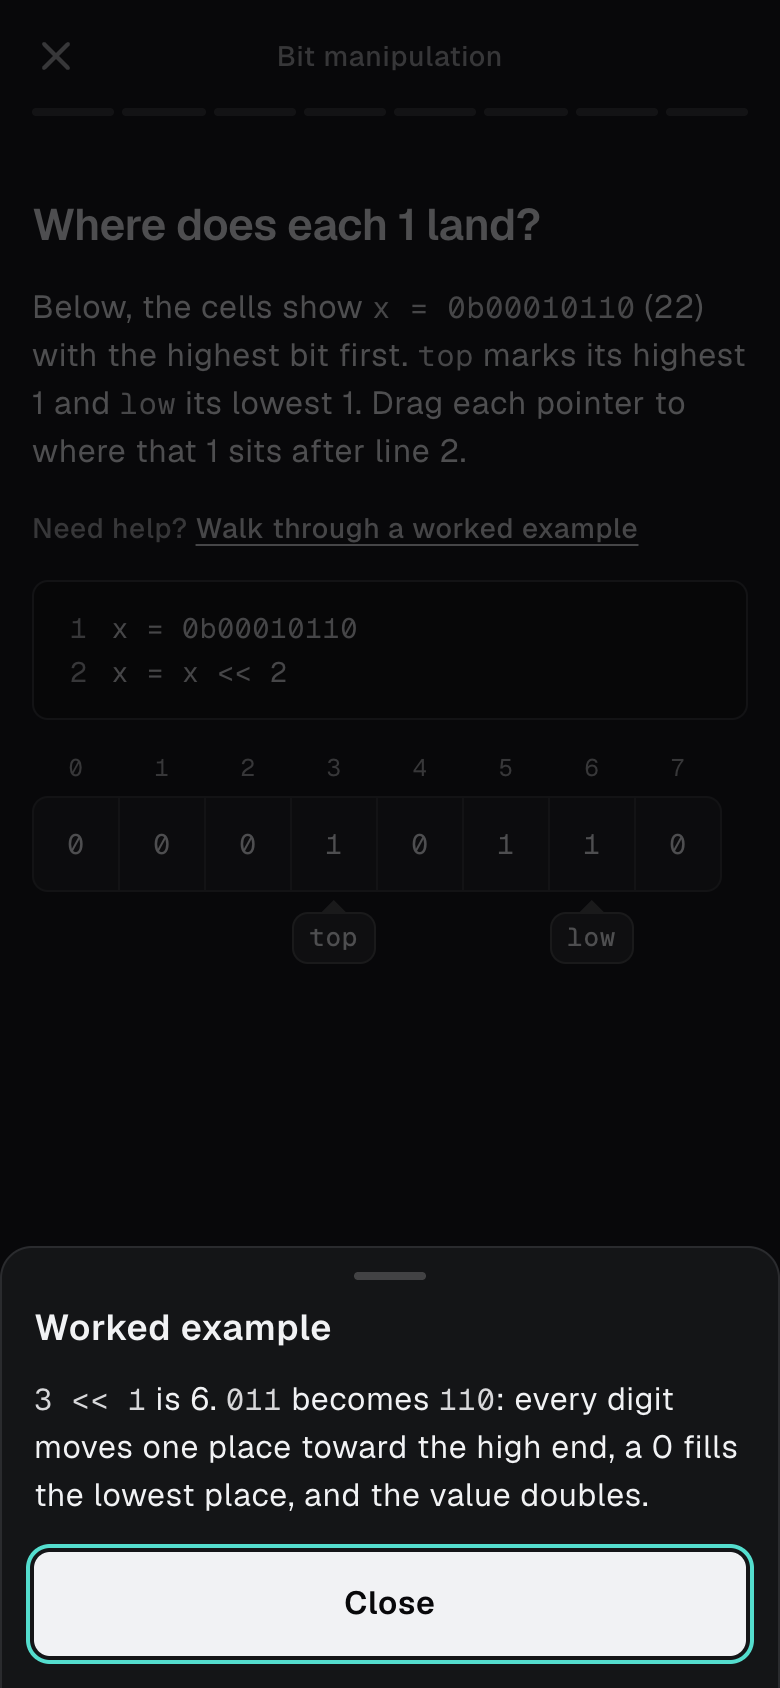 Bit manipulation
Where does each 1 land?
Below, the cells show x = 0b00010110 (22)
with the highest bit first. top marks its highest
1 and low its lowest 1. Drag each pointer to
where that 1 sits after line 2.
Need help? Walk through a worked example
1 x = 0b00010110
2 x = x << 2
0 1 2 3 4 5 6 7
0 0 0 1 0 1 1 0
top low
Worked example
3 << 1 is 6. 011 becomes 110: every digit
moves one place toward the high end, a 0 fills
the lowest place, and the value doubles.
Close